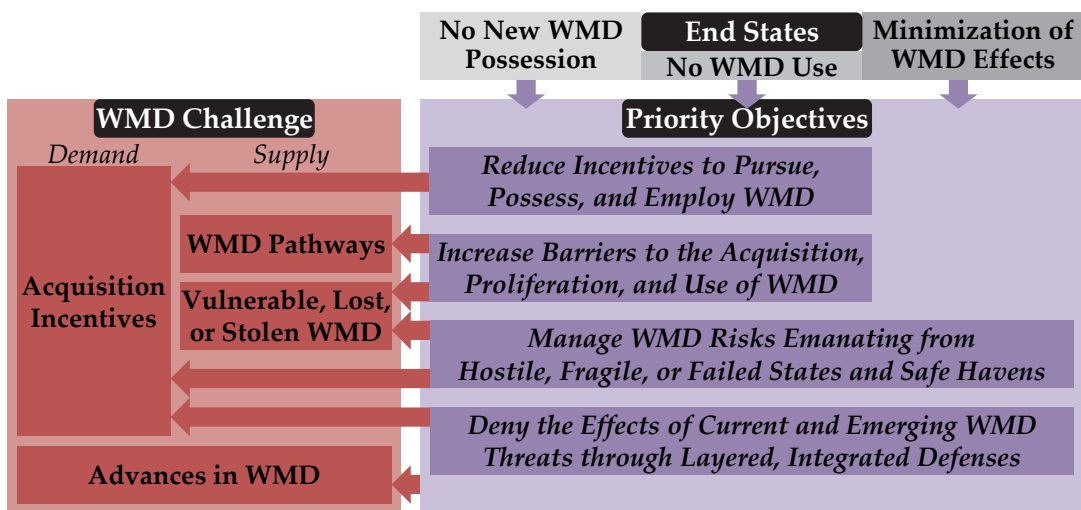 No New WMD
Possession
End States
No WMD Use
Minimization of
WMD Effects
WMD Challenge
Demand
Supply
Acquisition
Incentives
WMD Pathways
Vulnerable, Lost,
or Stolen WMD
Advances in WMD
Priority Objectives
Reduce Incentives to Pursue,
Possess, and Employ WMD
Increase Barriers to the Acquisition,
Proliferation, and Use of WMD
Manage WMD Risks Emanating from
Hostile, Fragile, or Failed States and Safe Havens
Deny the Effects of Current and Emerging WMD
Threats through Layered, Integrated Defenses